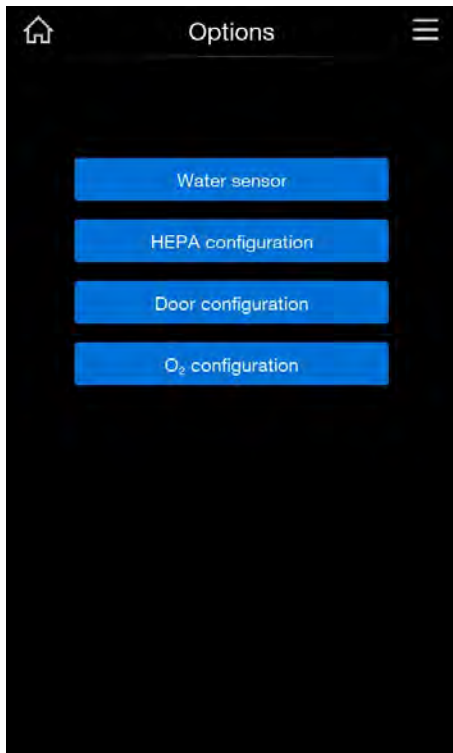 Options
Water sensor
HEPA configuration
Door configuration
O₂ configuration